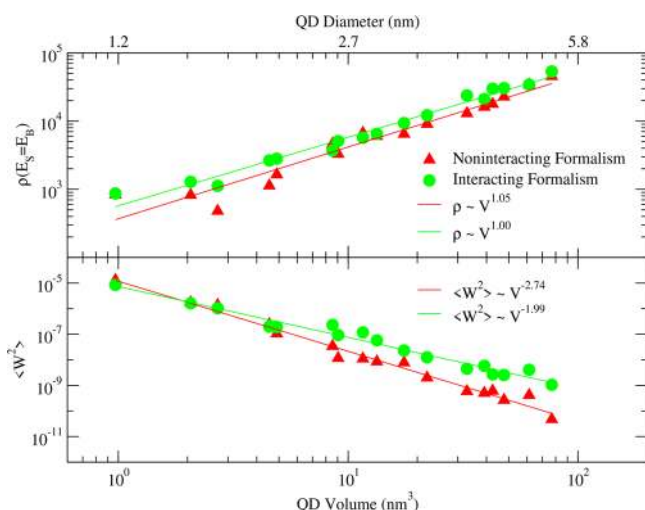 QD Diameter (nm)
1.2 2.7 5.8
10^5
10^4
10^3
ρ(E_S=E_B)
Noninteracting Formalism
Interacting Formalism
ρ ~ V^1.05
ρ ~ V^1.00
10^-5
10^-7
10^-9
10^-11
<W^2>
<W^2> ~ V^-2.74
<W^2> ~ V^-1.99
10^0 10^1 10^2
QD Volume (nm^3)